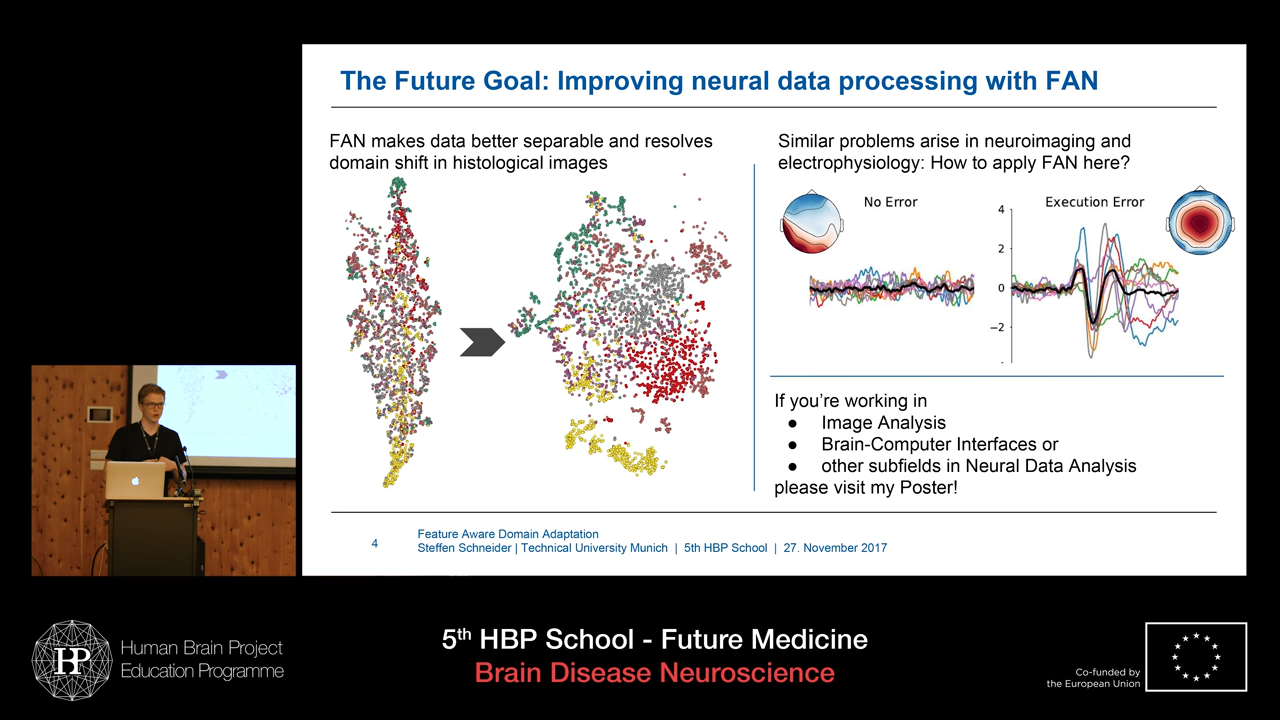 The Future Goal: Improving neural data processing with FAN
FAN makes data better separable and resolves
domain shift in histological images
Similar problems arise in neuroimaging and
electrophysiology: How to apply FAN here?
No Error
Execution Error
4
2
0
−2
If you're working in
● Image Analysis
● Brain-Computer Interfaces or
● other subfields in Neural Data Analysis
please visit my Poster!
4
Feature Aware Domain Adaptation
Steffen Schneider | Technical University Munich | 5th HBP School | 27. November 2017
HBP
Human Brain Project
Education Programme
5th HBP School - Future Medicine
Brain Disease Neuroscience
Co-funded by
the European Union